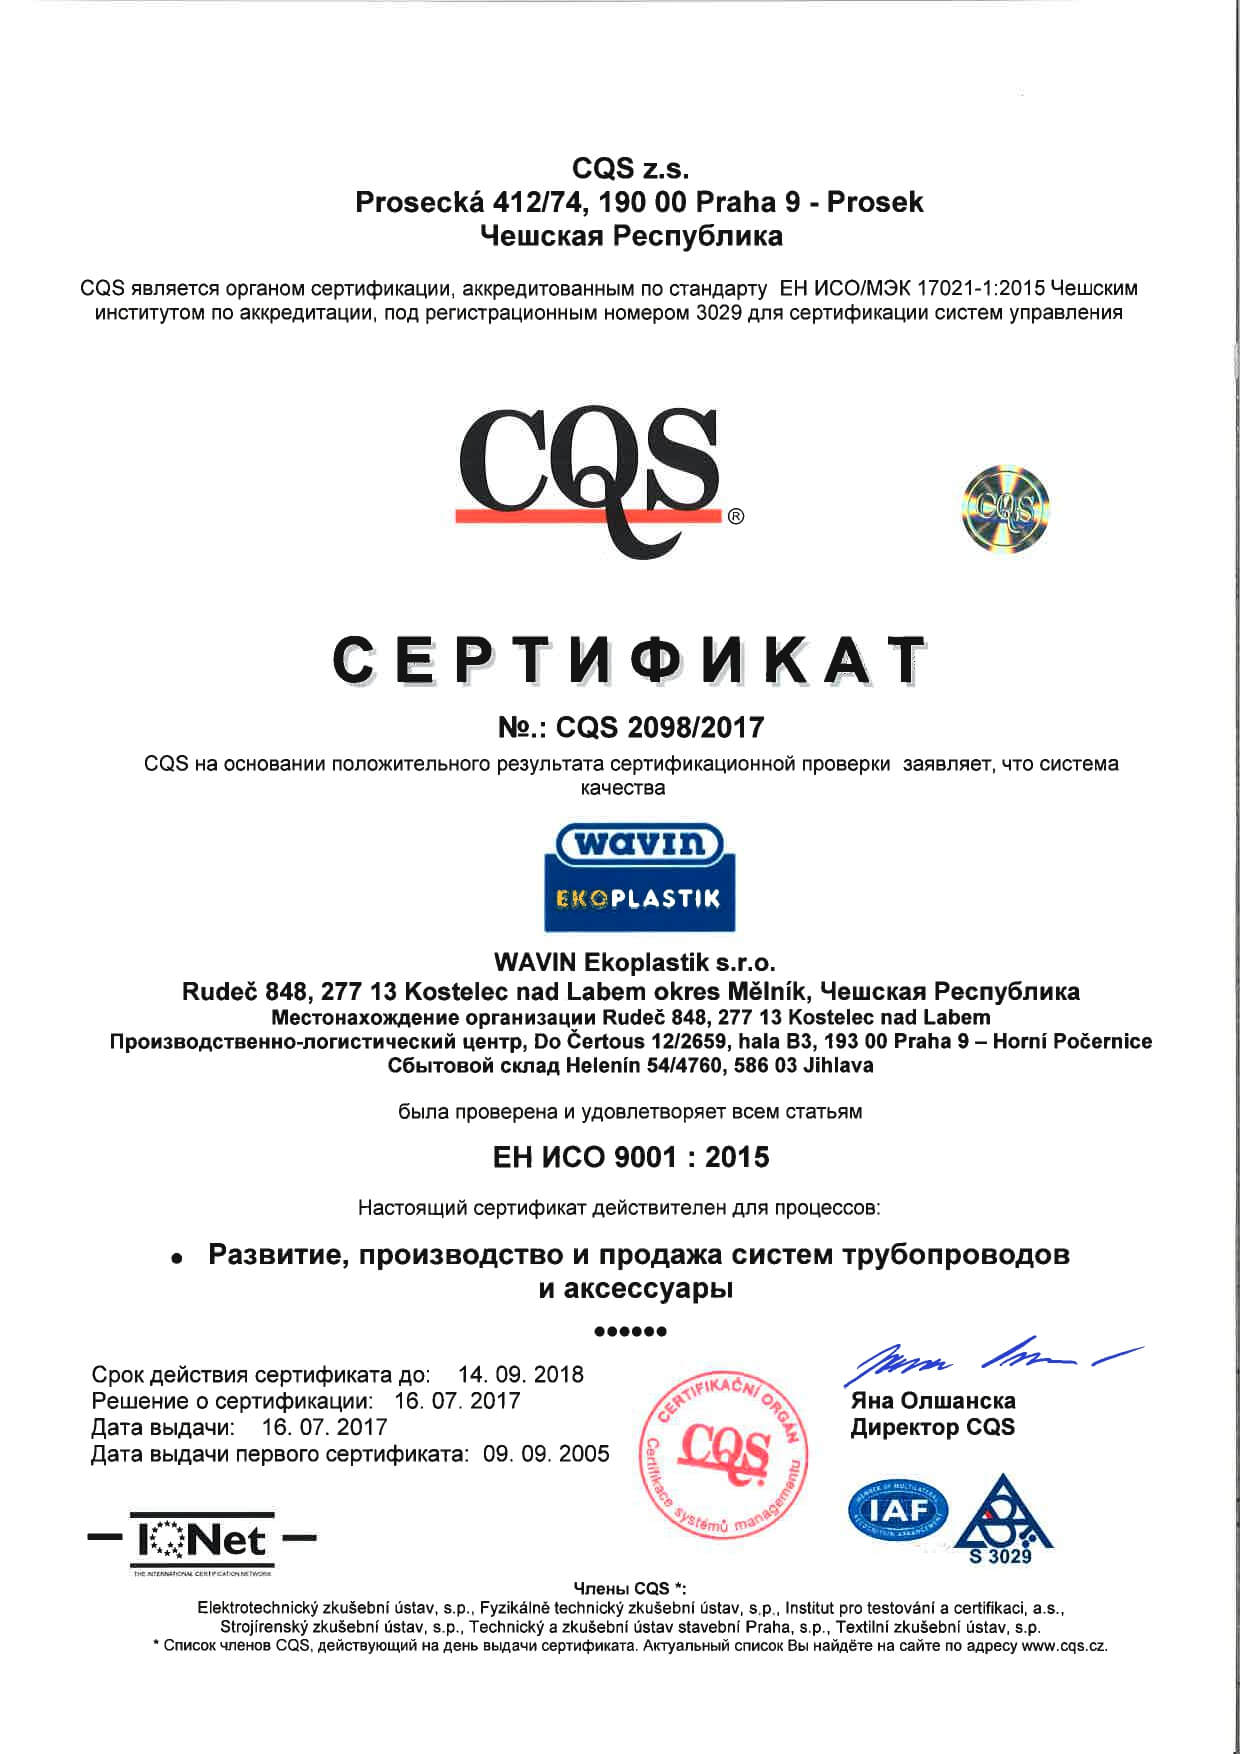 CQS z.s.
Prosecká 412/74, 190 00 Praha 9 - Prosek
Чешская Республика
CQS является органом сертификации, аккредитованным по стандарту ЕН ИСО/МЭК 17021-1:2015 Чешским
институтом по аккредитации, под регистрационным номером 3029 для сертификации систем управления
CQS ®
CQS
СЕРТИФИКАТ
№.: CQS 2098/2017
CQS на основании положительного результата сертификационной проверки заявляет, что система
качества
wavin
EKOPLASTIK
WAVIN Ekoplastik s.r.o.
Rudeč 848, 277 13 Kostelec nad Labem okres Mělník, Чешская Республика
Местонахождение организации Rudeč 848, 277 13 Kostelec nad Labem
Производственно-логистический центр, Do Čertous 12/2659, hala B3, 193 00 Praha 9 – Horní Počernice
Сбытовой склад Helenín 54/4760, 586 03 Jihlava
была проверена и удовлетворяет всем статьям
ЕН ИСО 9001 : 2015
Настоящий сертификат действителен для процессов:
• Развитие, производство и продажа систем трубопроводов
и аксессуары
••••••
Срок действия сертификата до: 14. 09. 2018
Решение о сертификации: 16. 07. 2017
Дата выдачи: 16. 07. 2017
Дата выдачи первого сертификата: 09. 09. 2005
CERTIFIKAČNÍ ORGÁN
CQS
Certifikace systémů managementu
Яна Олшанска
Директор CQS
MEMBER OF MULTILATERAL
IAF
RECOGNITION ARRANGEMENT
S 3029
IQNet
THE INTERNATIONAL CERTIFICATION NETWORK
Члены CQS *:
Elektrotechnický zkušební ústav, s.p., Fyzikálně technický zkušební ústav, s.p., Institut pro testování a certifikaci, a.s.,
Strojírenský zkušební ústav, s.p., Technický a zkušební ústav stavební Praha, s.p., Textilní zkušební ústav, s.p.
* Список членов CQS, действующий на день выдачи сертификата. Актуальный список Вы найдёте на сайте по адресу www.cqs.cz.